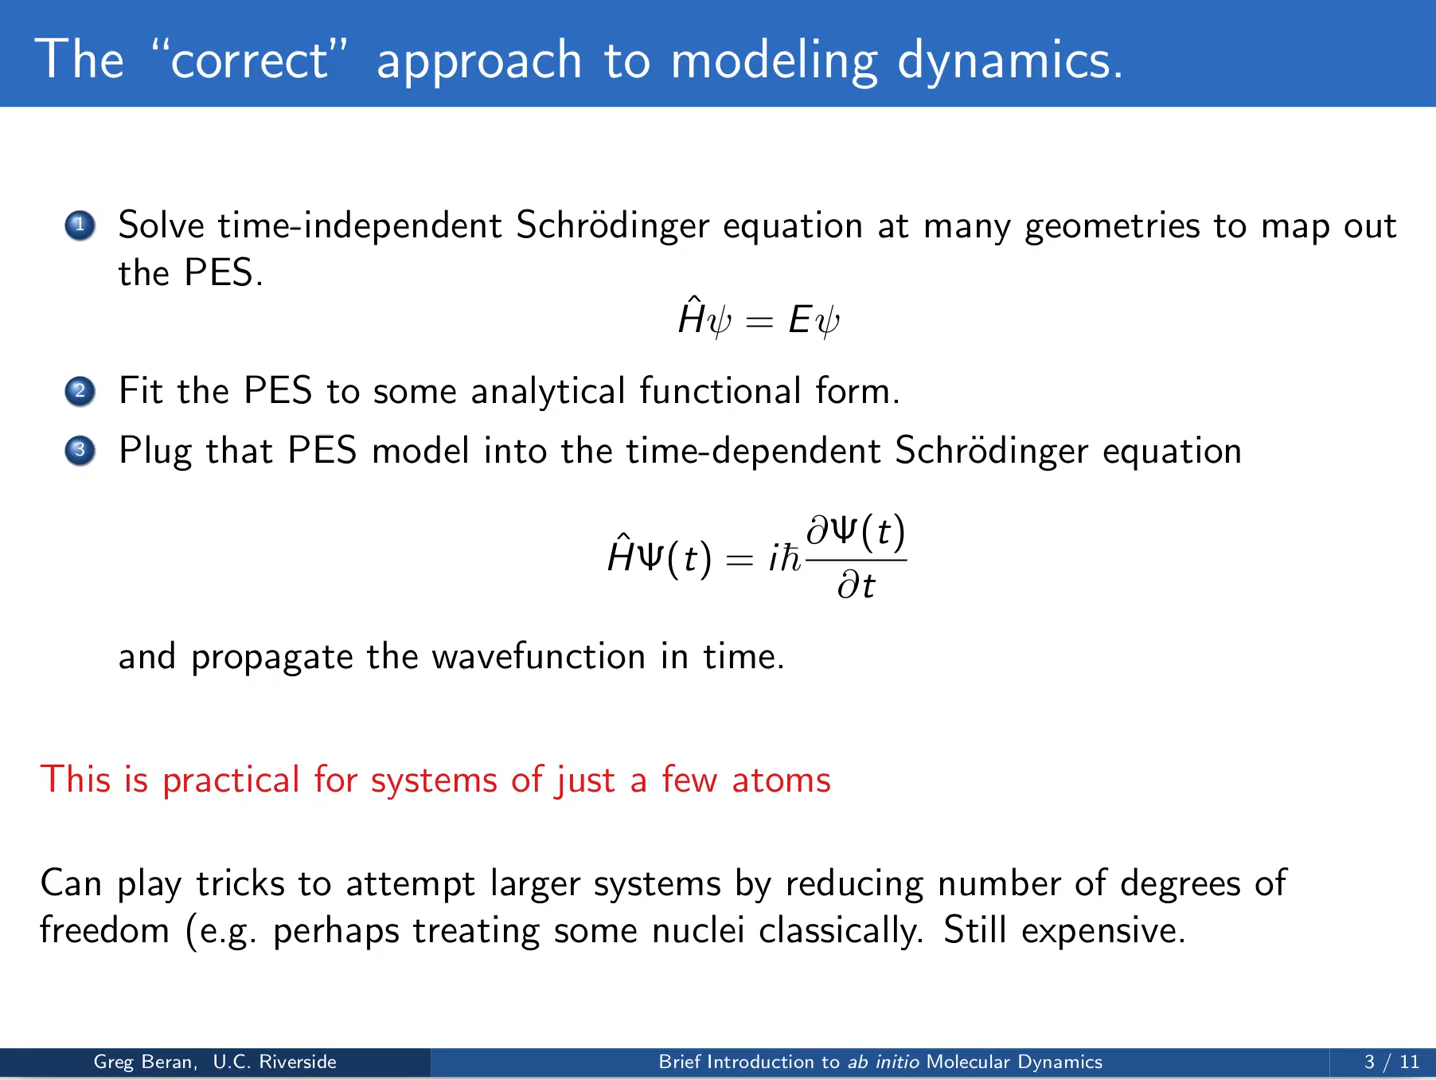 The “correct” approach to modeling dynamics.
1 Solve time-independent Schrödinger equation at many geometries to map out
the PES.
Ĥψ = Eψ
2 Fit the PES to some analytical functional form.
3 Plug that PES model into the time-dependent Schrödinger equation
ĤΨ(t) = iℏ ∂Ψ(t)/∂t
and propagate the wavefunction in time.
This is practical for systems of just a few atoms
Can play tricks to attempt larger systems by reducing number of degrees of
freedom (e.g. perhaps treating some nuclei classically. Still expensive.
Greg Beran, U.C. Riverside Brief Introduction to ab initio Molecular Dynamics 3 / 11